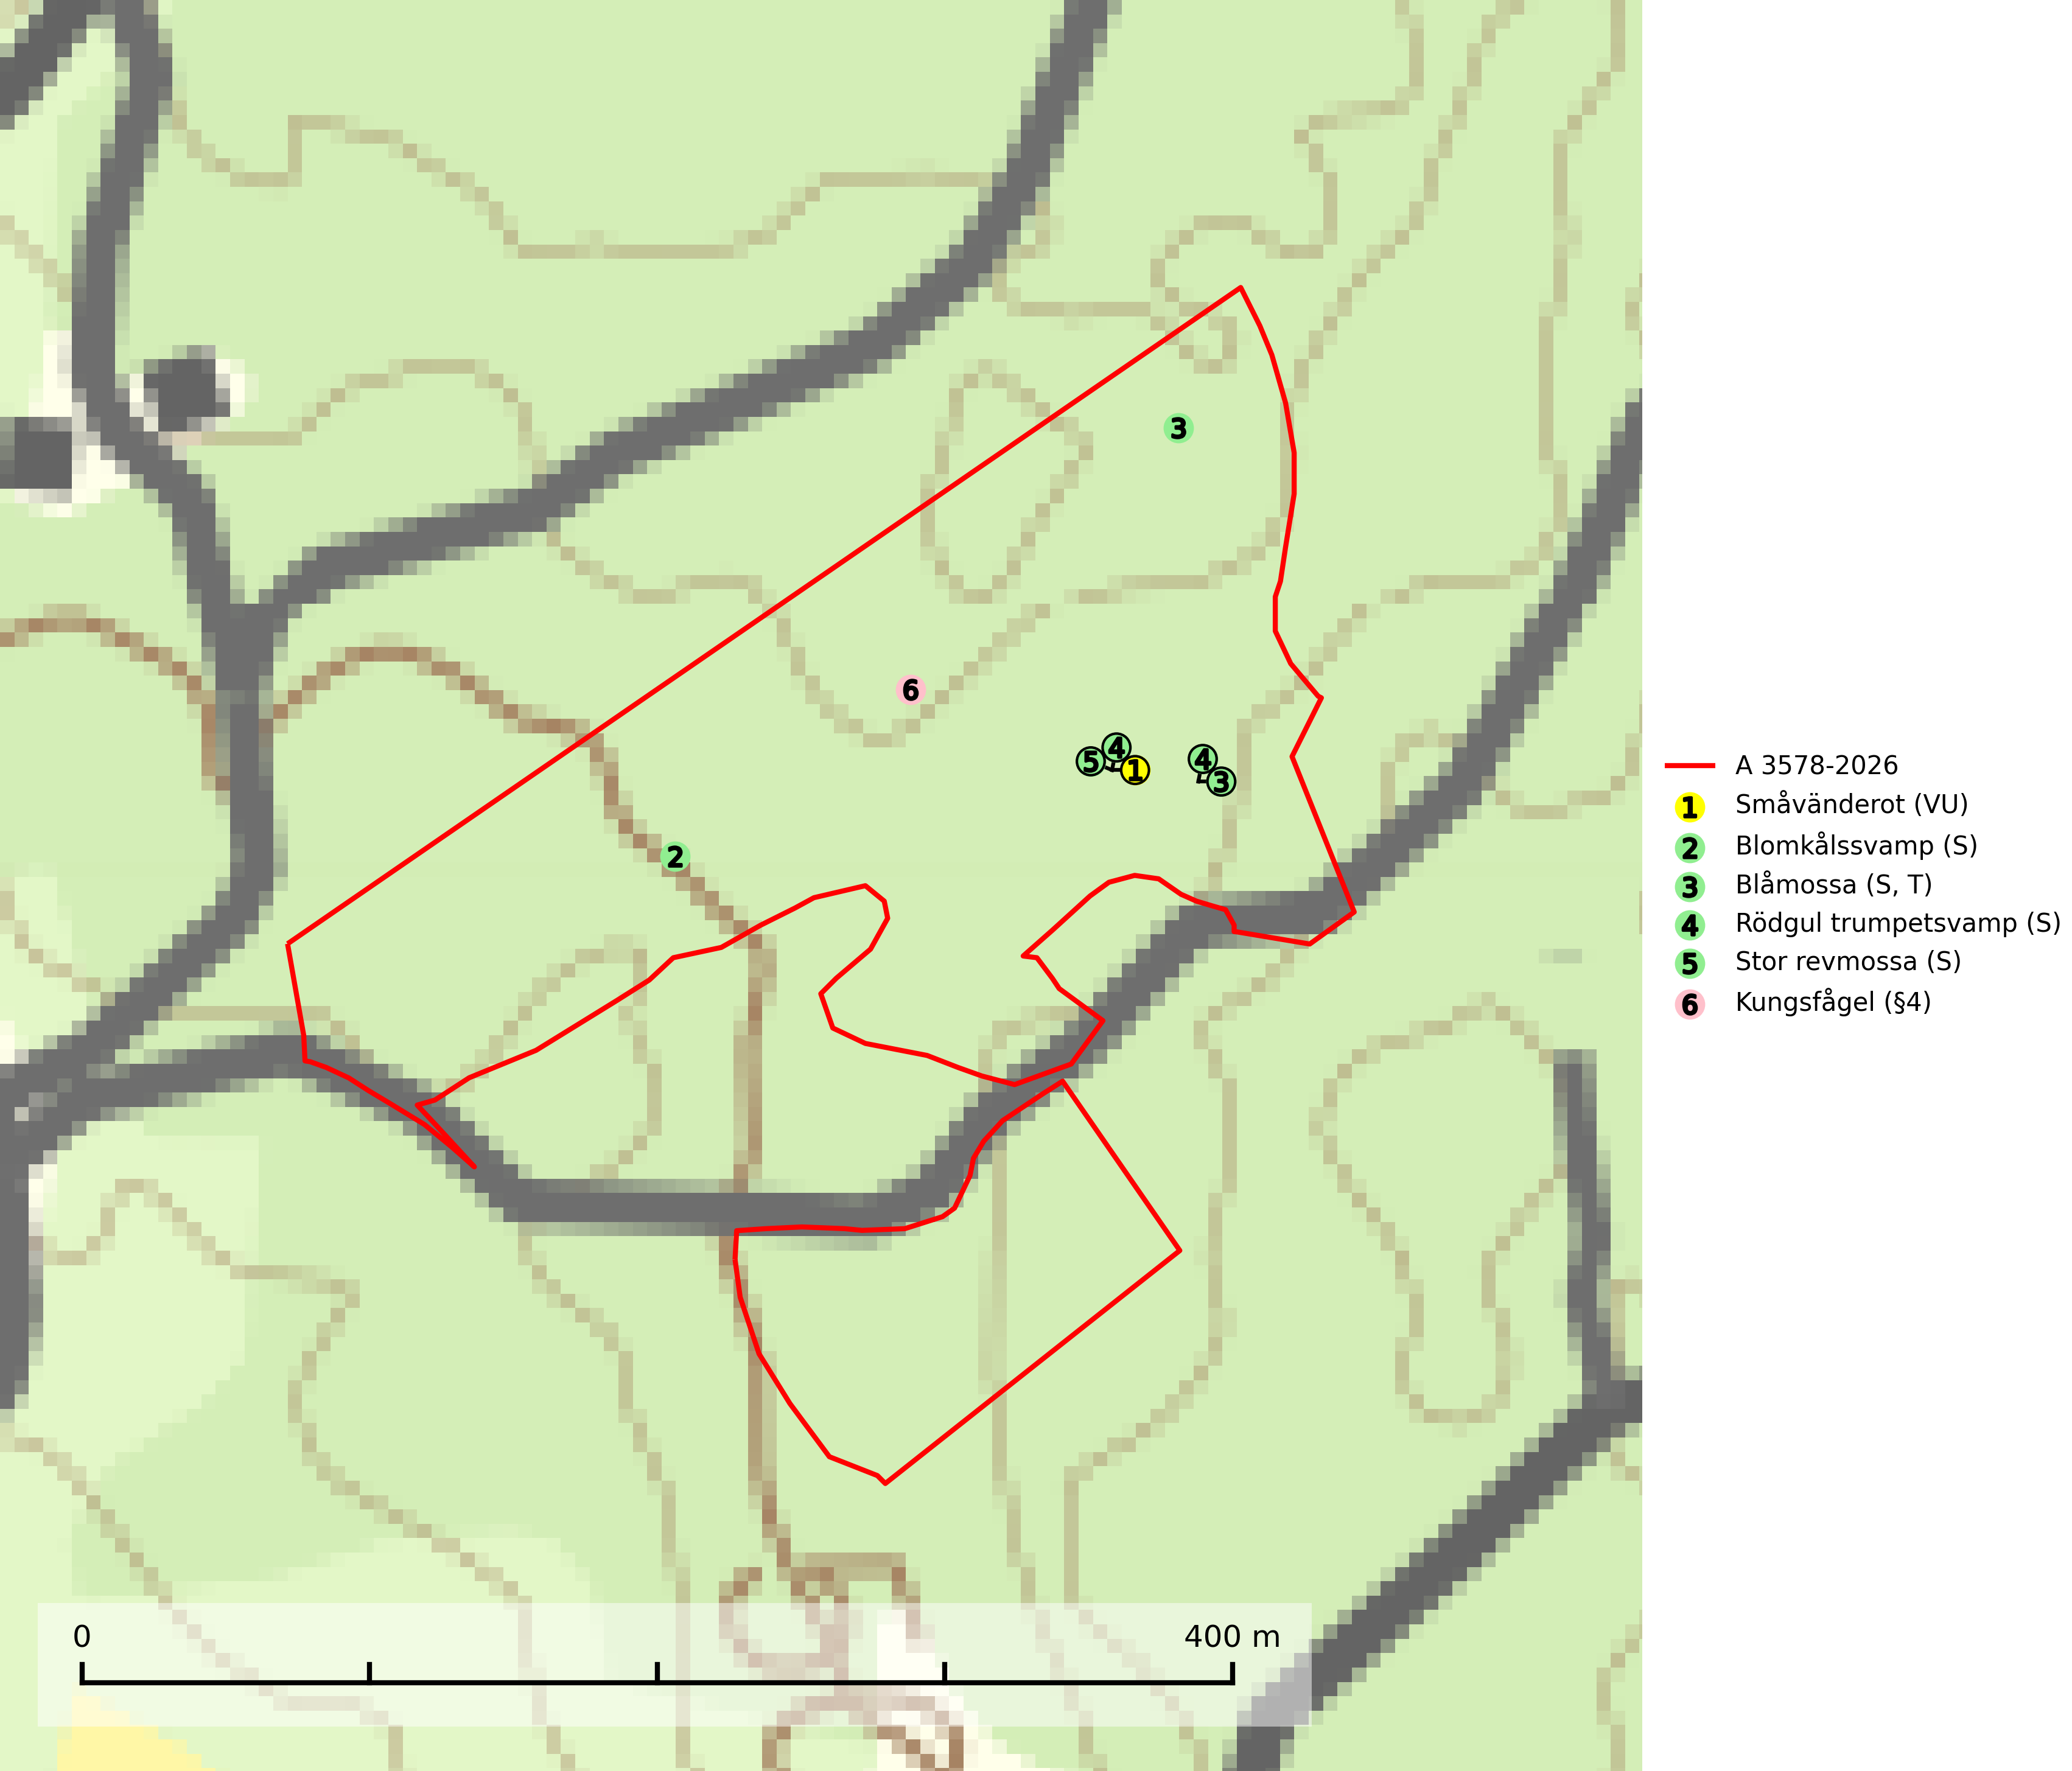 3
6
4
5
1
4
3
2
A 3578-2026
1 Småvänderot (VU)
2 Blomkålssvamp (S)
3 Blåmossa (S, T)
4 Rödgul trumpetsvamp (S)
5 Stor revmossa (S)
6 Kungsfågel (§4)
0 400 m